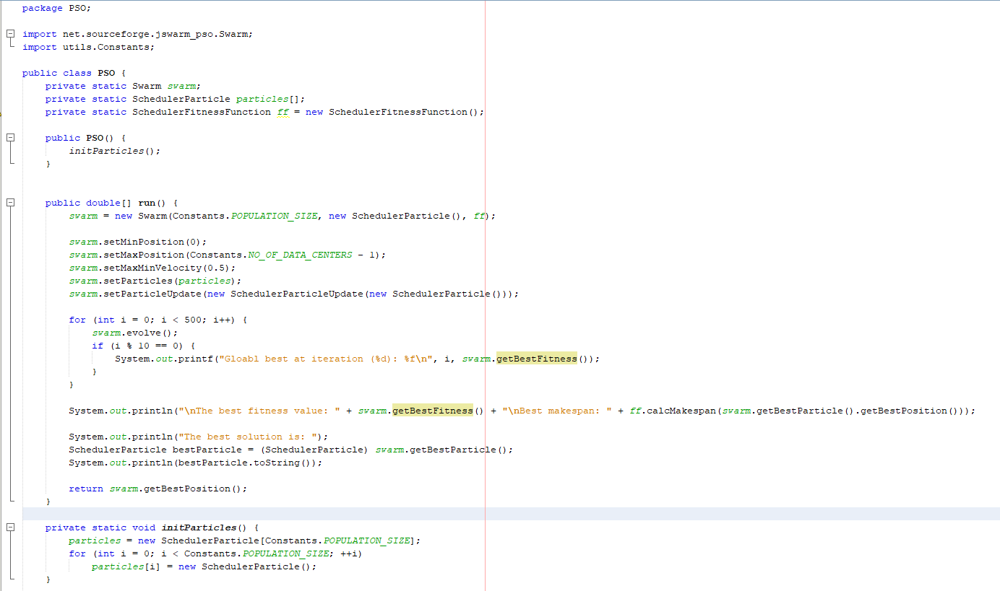 package PSO;
import net.sourceforge.jswarm_pso.Swarm;
import utils.Constants;
public class PSO {
private static Swarm swarm;
private static SchedulerParticle particles[];
private static SchedulerFitnessFunction ff = new SchedulerFitnessFunction();
public PSO() {
initParticles();
}
public double[] run() {
swarm = new Swarm(Constants.POPULATION_SIZE, new SchedulerParticle(), ff);
swarm.setMinPosition(0);
swarm.setMaxPosition(Constants.NO_OF_DATA_CENTERS - 1);
swarm.setMaxMinVelocity(0.5);
swarm.setParticles(particles);
swarm.setParticleUpdate(new SchedulerParticleUpdate(new SchedulerParticle()));
for (int i = 0; i < 500; i++) {
swarm.evolve();
if (i % 10 == 0) {
System.out.printf("Gloabl best at iteration (%d): %f\n", i, swarm.getBestFitness());
}
}
System.out.println("\nThe best fitness value: " + swarm.getBestFitness() + "\nBest makespan: " + ff.calcMakespan(swarm.getBestParticle().getBestPosition()));
System.out.println("The best solution is: ");
SchedulerParticle bestParticle = (SchedulerParticle) swarm.getBestParticle();
System.out.println(bestParticle.toString());
return swarm.getBestPosition();
}
private static void initParticles() {
particles = new SchedulerParticle[Constants.POPULATION_SIZE];
for (int i = 0; i < Constants.POPULATION_SIZE; ++i)
particles[i] = new SchedulerParticle();
}